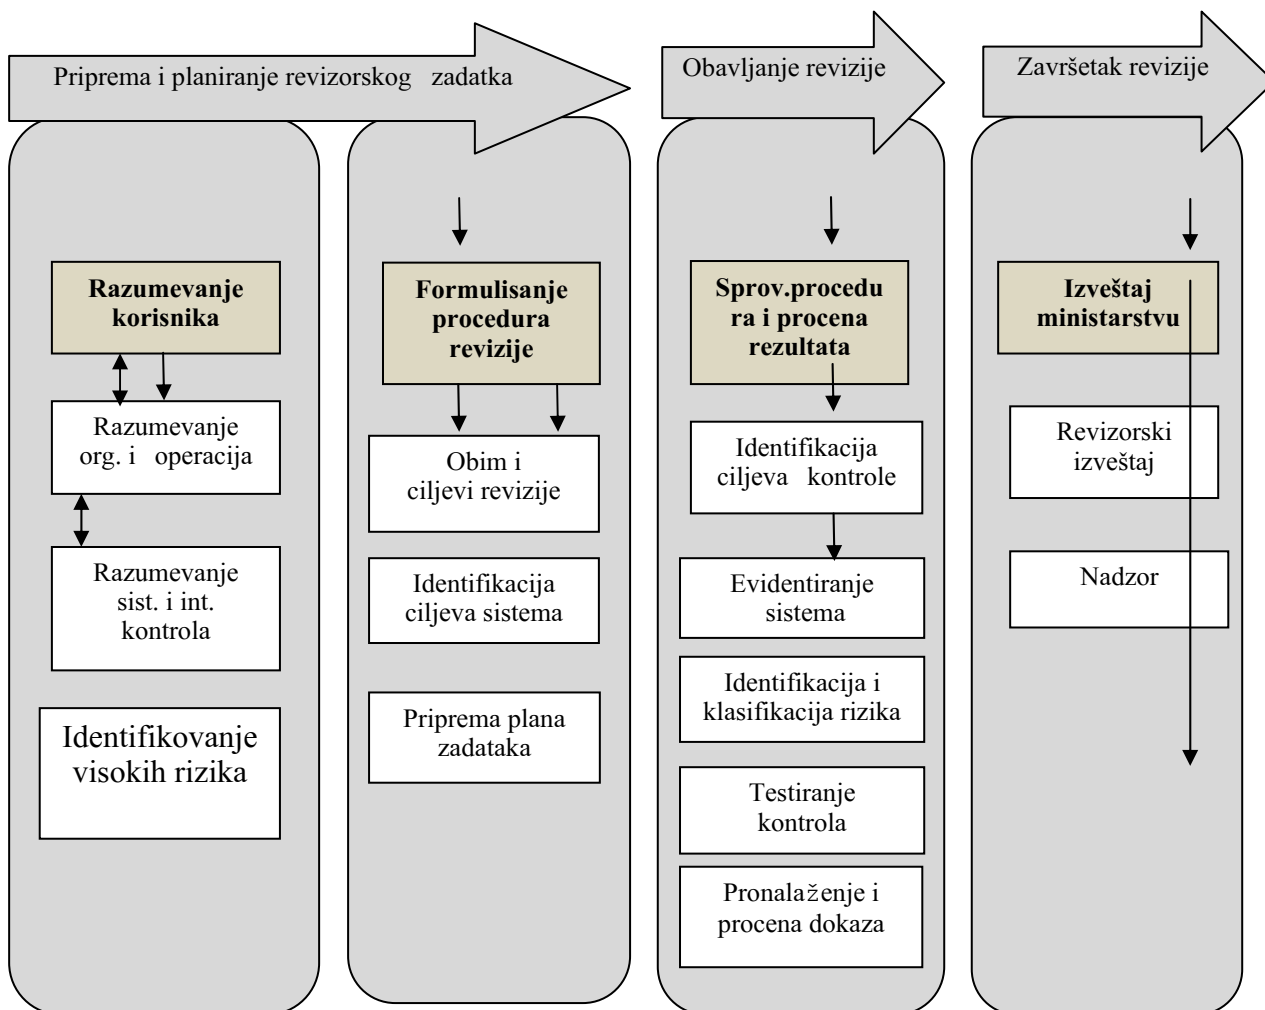 Priprema i planiranje revizorskog zadatka
Obavljanje revizije
Završetak revizije
Razumevanje
korisnika
Razumevanje
org. i operacija
Razumevanje
sist. i int.
kontrola
Identifikovanje
visokih rizika
Formulisanje
procedura
revizije
Obim i
ciljevi revizije
Identifikacija
ciljeva sistema
Priprema plana
zadataka
Sprov.procedu
ra i procena
rezultata
Identifikacija
ciljeva kontrole
Evidentiranje
sistema
Identifikacija i
klasifikacija rizika
Testiranje
kontrola
Pronalaženje i
procena dokaza
Izveštaj
ministarstvu
Revizorski
izveštaj
Nadzor